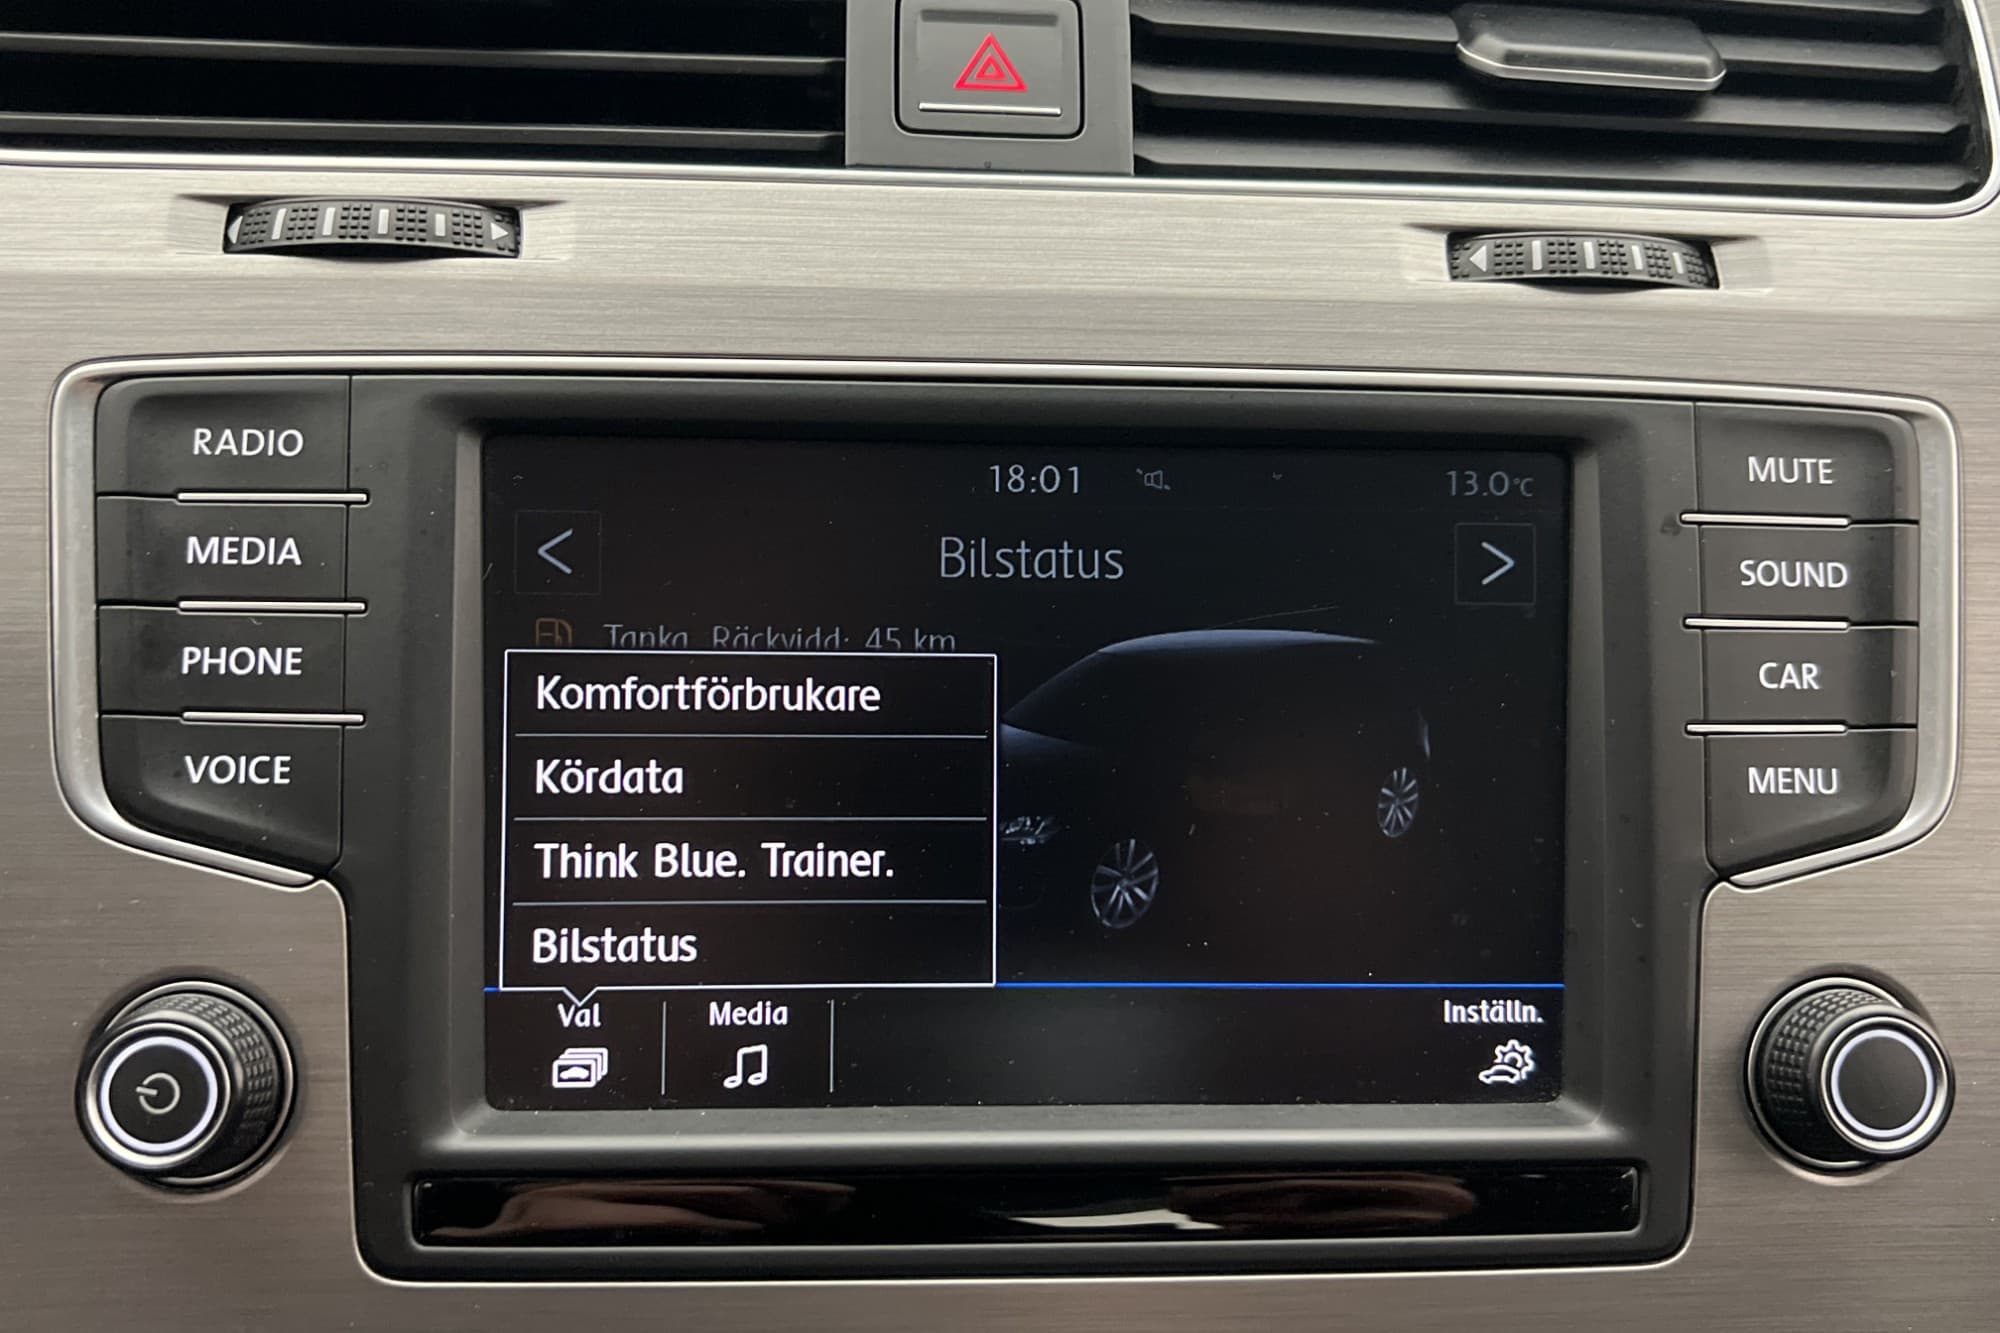 RADIO
MEDIA
PHONE
VOICE
18:01
13.0°C
<
Bilstatus
>
Tanka Räckvidd: 45 km
Komfortförbrukare
Kördata
Think Blue. Trainer.
Bilstatus
Val
Media
Inställn.
MUTE
SOUND
CAR
MENU